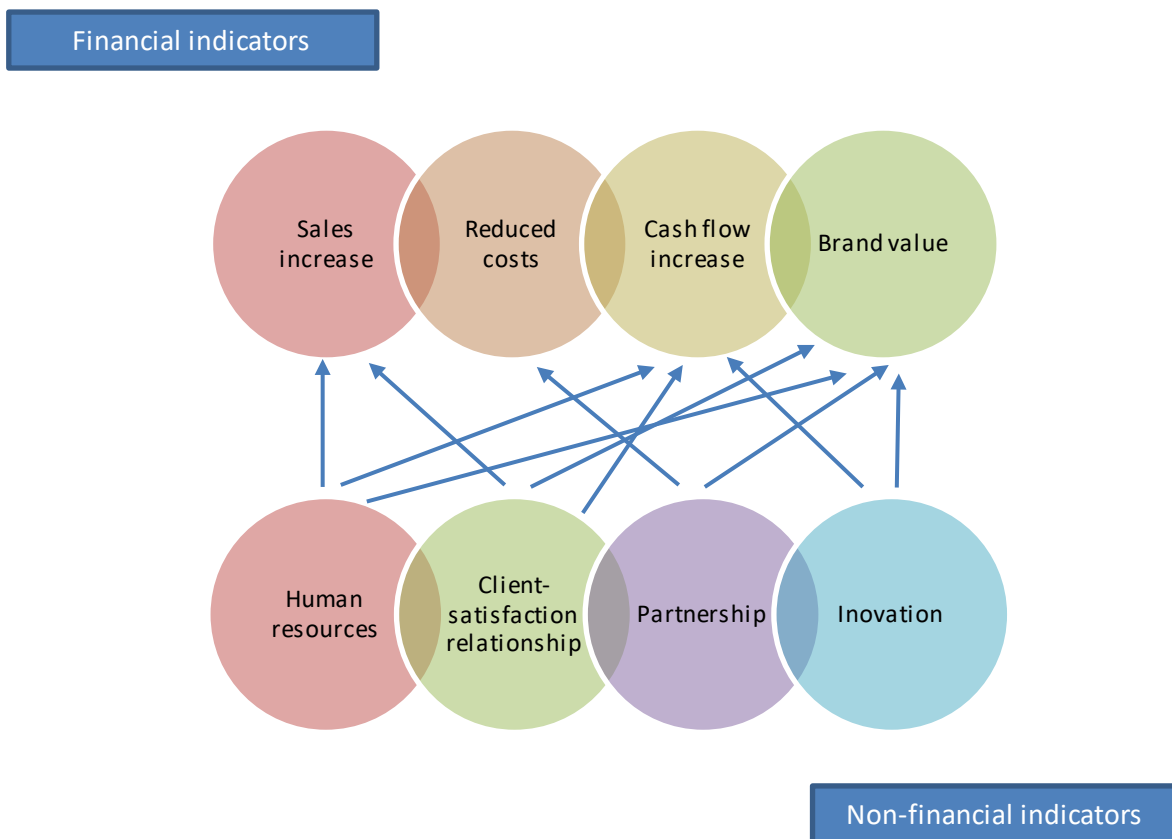 Financial indicators
Sales
increase
Reduced
costs
Cash flow
increase
Brand value
Human
resources
Client-
satisfaction
relationship
Partnership
Inovation
Non-financial indicators